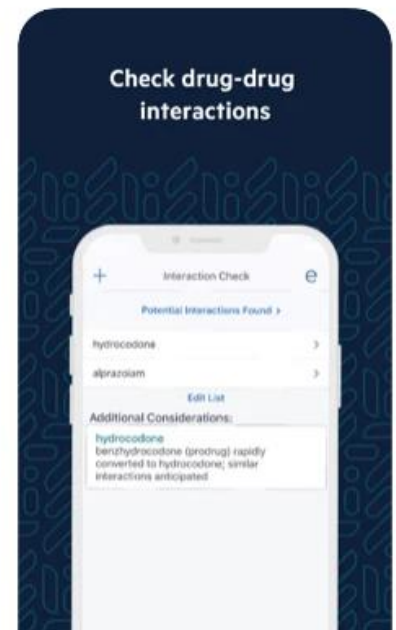 Check drug-drug
interactions
+ Interaction Check e
Potential Interactions Found >
hydrocodone >
alprazolam >
Edit List
Additional Considerations:
hydrocodone
benzhydrocodone (prodrug) rapidly
converted to hydrocodone; similar
interactions anticipated